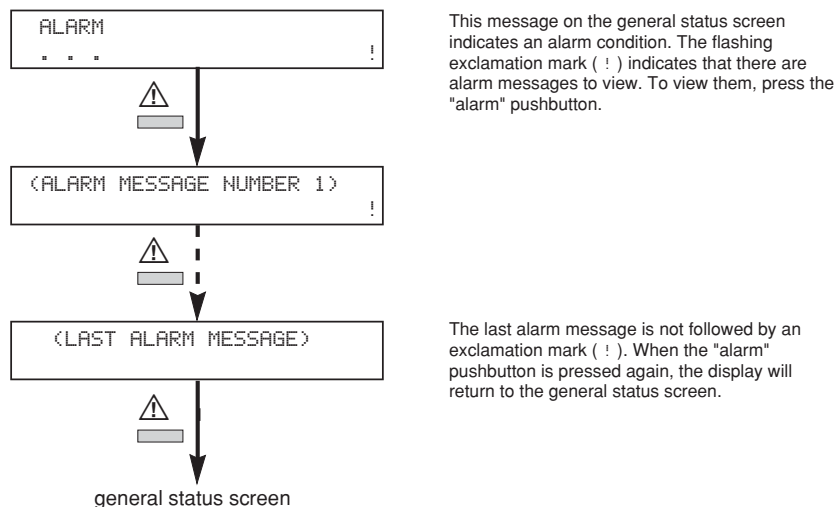 ALARM
. . . !
This message on the general status screen
indicates an alarm condition. The flashing
exclamation mark ( ! ) indicates that there are
alarm messages to view. To view them, press the
"alarm" pushbutton.
(ALARM MESSAGE NUMBER 1)
!
(LAST ALARM MESSAGE)
The last alarm message is not followed by an
exclamation mark ( ! ). When the "alarm"
pushbutton is pressed again, the display will
return to the general status screen.
general status screen